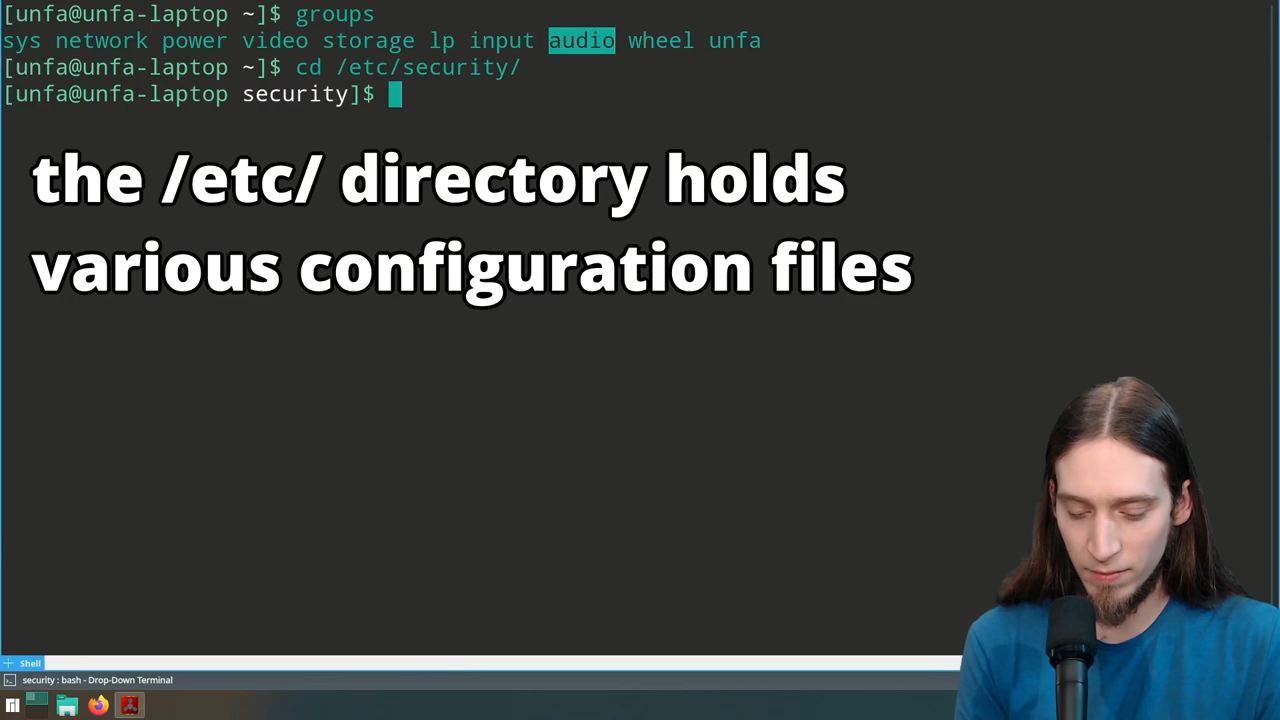 [unfa@unfa-laptop ~]$ groups
sys network power video storage lp input audio wheel unfa
[unfa@unfa-laptop ~]$ cd /etc/security/
[unfa@unfa-laptop security]$
the /etc/ directory holds
various configuration files
Shell
security : bash - Drop-Down Terminal